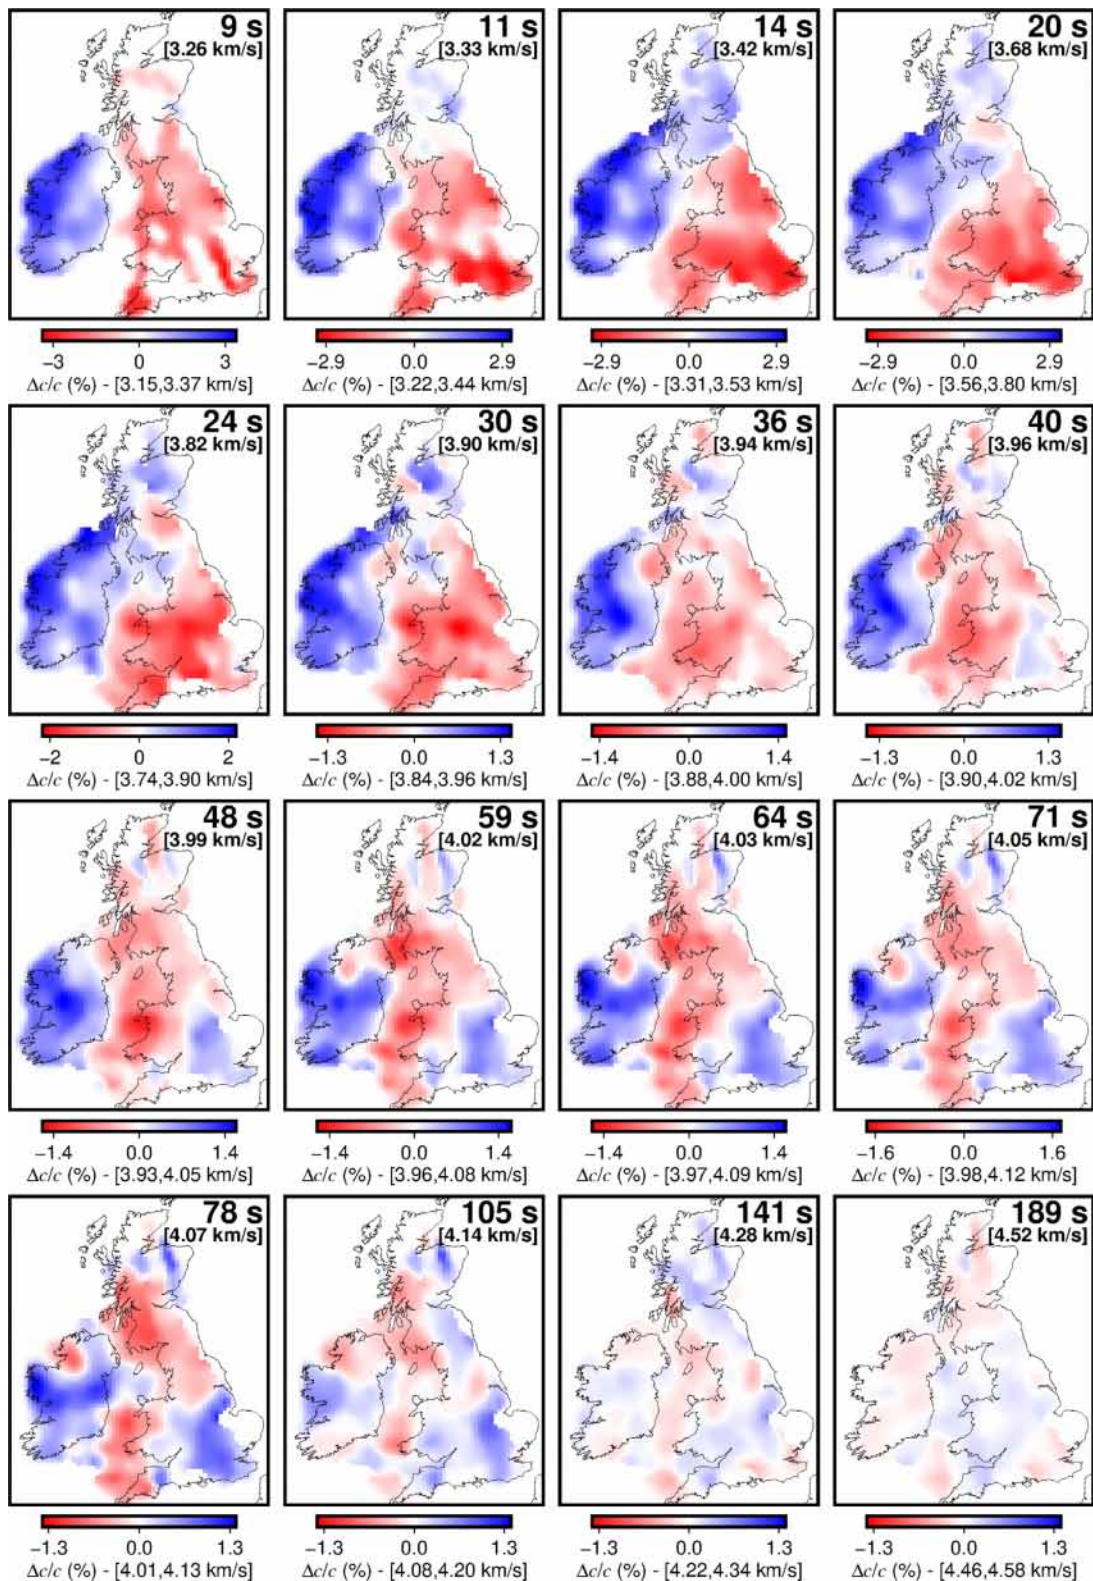 9 s
[3.26 km/s]
11 s
[3.33 km/s]
14 s
[3.42 km/s]
20 s
[3.68 km/s]
−3 0 3
Δc/c (%) - [3.15,3.37 km/s]
−2.9 0.0 2.9
Δc/c (%) - [3.22,3.44 km/s]
−2.9 0.0 2.9
Δc/c (%) - [3.31,3.53 km/s]
−2.9 0.0 2.9
Δc/c (%) - [3.56,3.80 km/s]
24 s
[3.82 km/s]
30 s
[3.90 km/s]
36 s
[3.94 km/s]
40 s
[3.96 km/s]
−2 0 2
Δc/c (%) - [3.74,3.90 km/s]
−1.3 0.0 1.3
Δc/c (%) - [3.84,3.96 km/s]
−1.4 0.0 1.4
Δc/c (%) - [3.88,4.00 km/s]
−1.3 0.0 1.3
Δc/c (%) - [3.90,4.02 km/s]
48 s
[3.99 km/s]
59 s
[4.02 km/s]
64 s
[4.03 km/s]
71 s
[4.05 km/s]
−1.4 0.0 1.4
Δc/c (%) - [3.93,4.05 km/s]
−1.4 0.0 1.4
Δc/c (%) - [3.96,4.08 km/s]
−1.4 0.0 1.4
Δc/c (%) - [3.97,4.09 km/s]
−1.6 0.0 1.6
Δc/c (%) - [3.98,4.12 km/s]
78 s
[4.07 km/s]
105 s
[4.14 km/s]
141 s
[4.28 km/s]
189 s
[4.52 km/s]
−1.3 0.0 1.3
Δc/c (%) - [4.01,4.13 km/s]
−1.3 0.0 1.3
Δc/c (%) - [4.08,4.20 km/s]
−1.3 0.0 1.3
Δc/c (%) - [4.22,4.34 km/s]
−1.3 0.0 1.3
Δc/c (%) - [4.46,4.58 km/s]